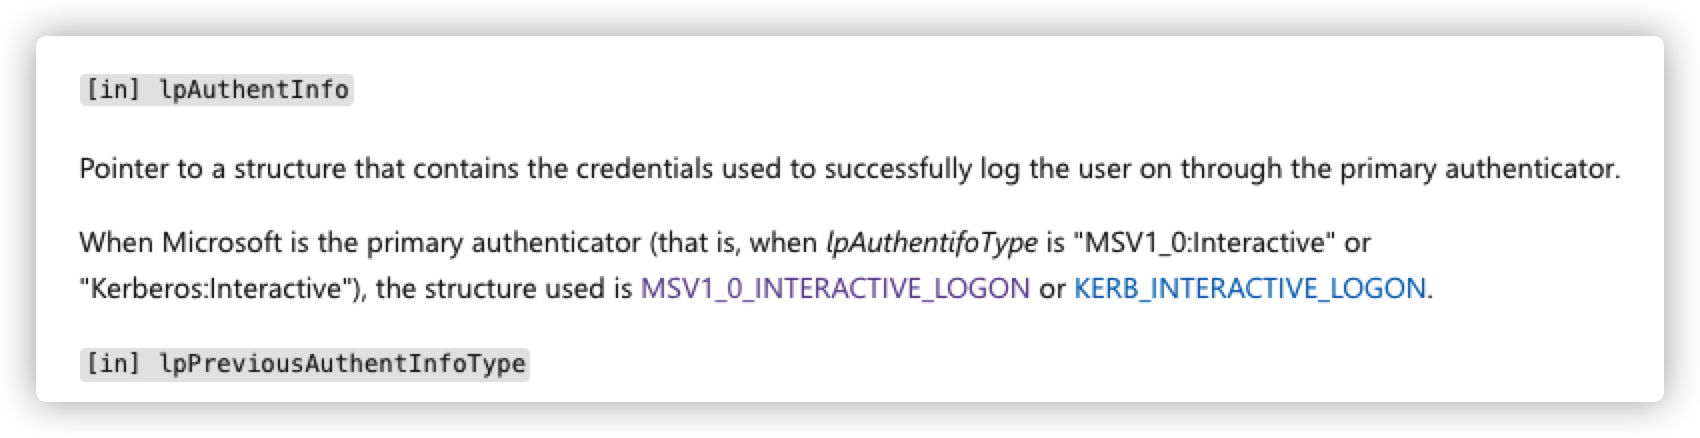 [in] lpAuthentInfo
Pointer to a structure that contains the credentials used to successfully log the user on through the primary authenticator.
When Microsoft is the primary authenticator (that is, when lpAuthentifoType is "MSV1_0:Interactive" or
"Kerberos:Interactive"), the structure used is MSV1_0_INTERACTIVE_LOGON or KERB_INTERACTIVE_LOGON.
[in] lpPreviousAuthentInfoType